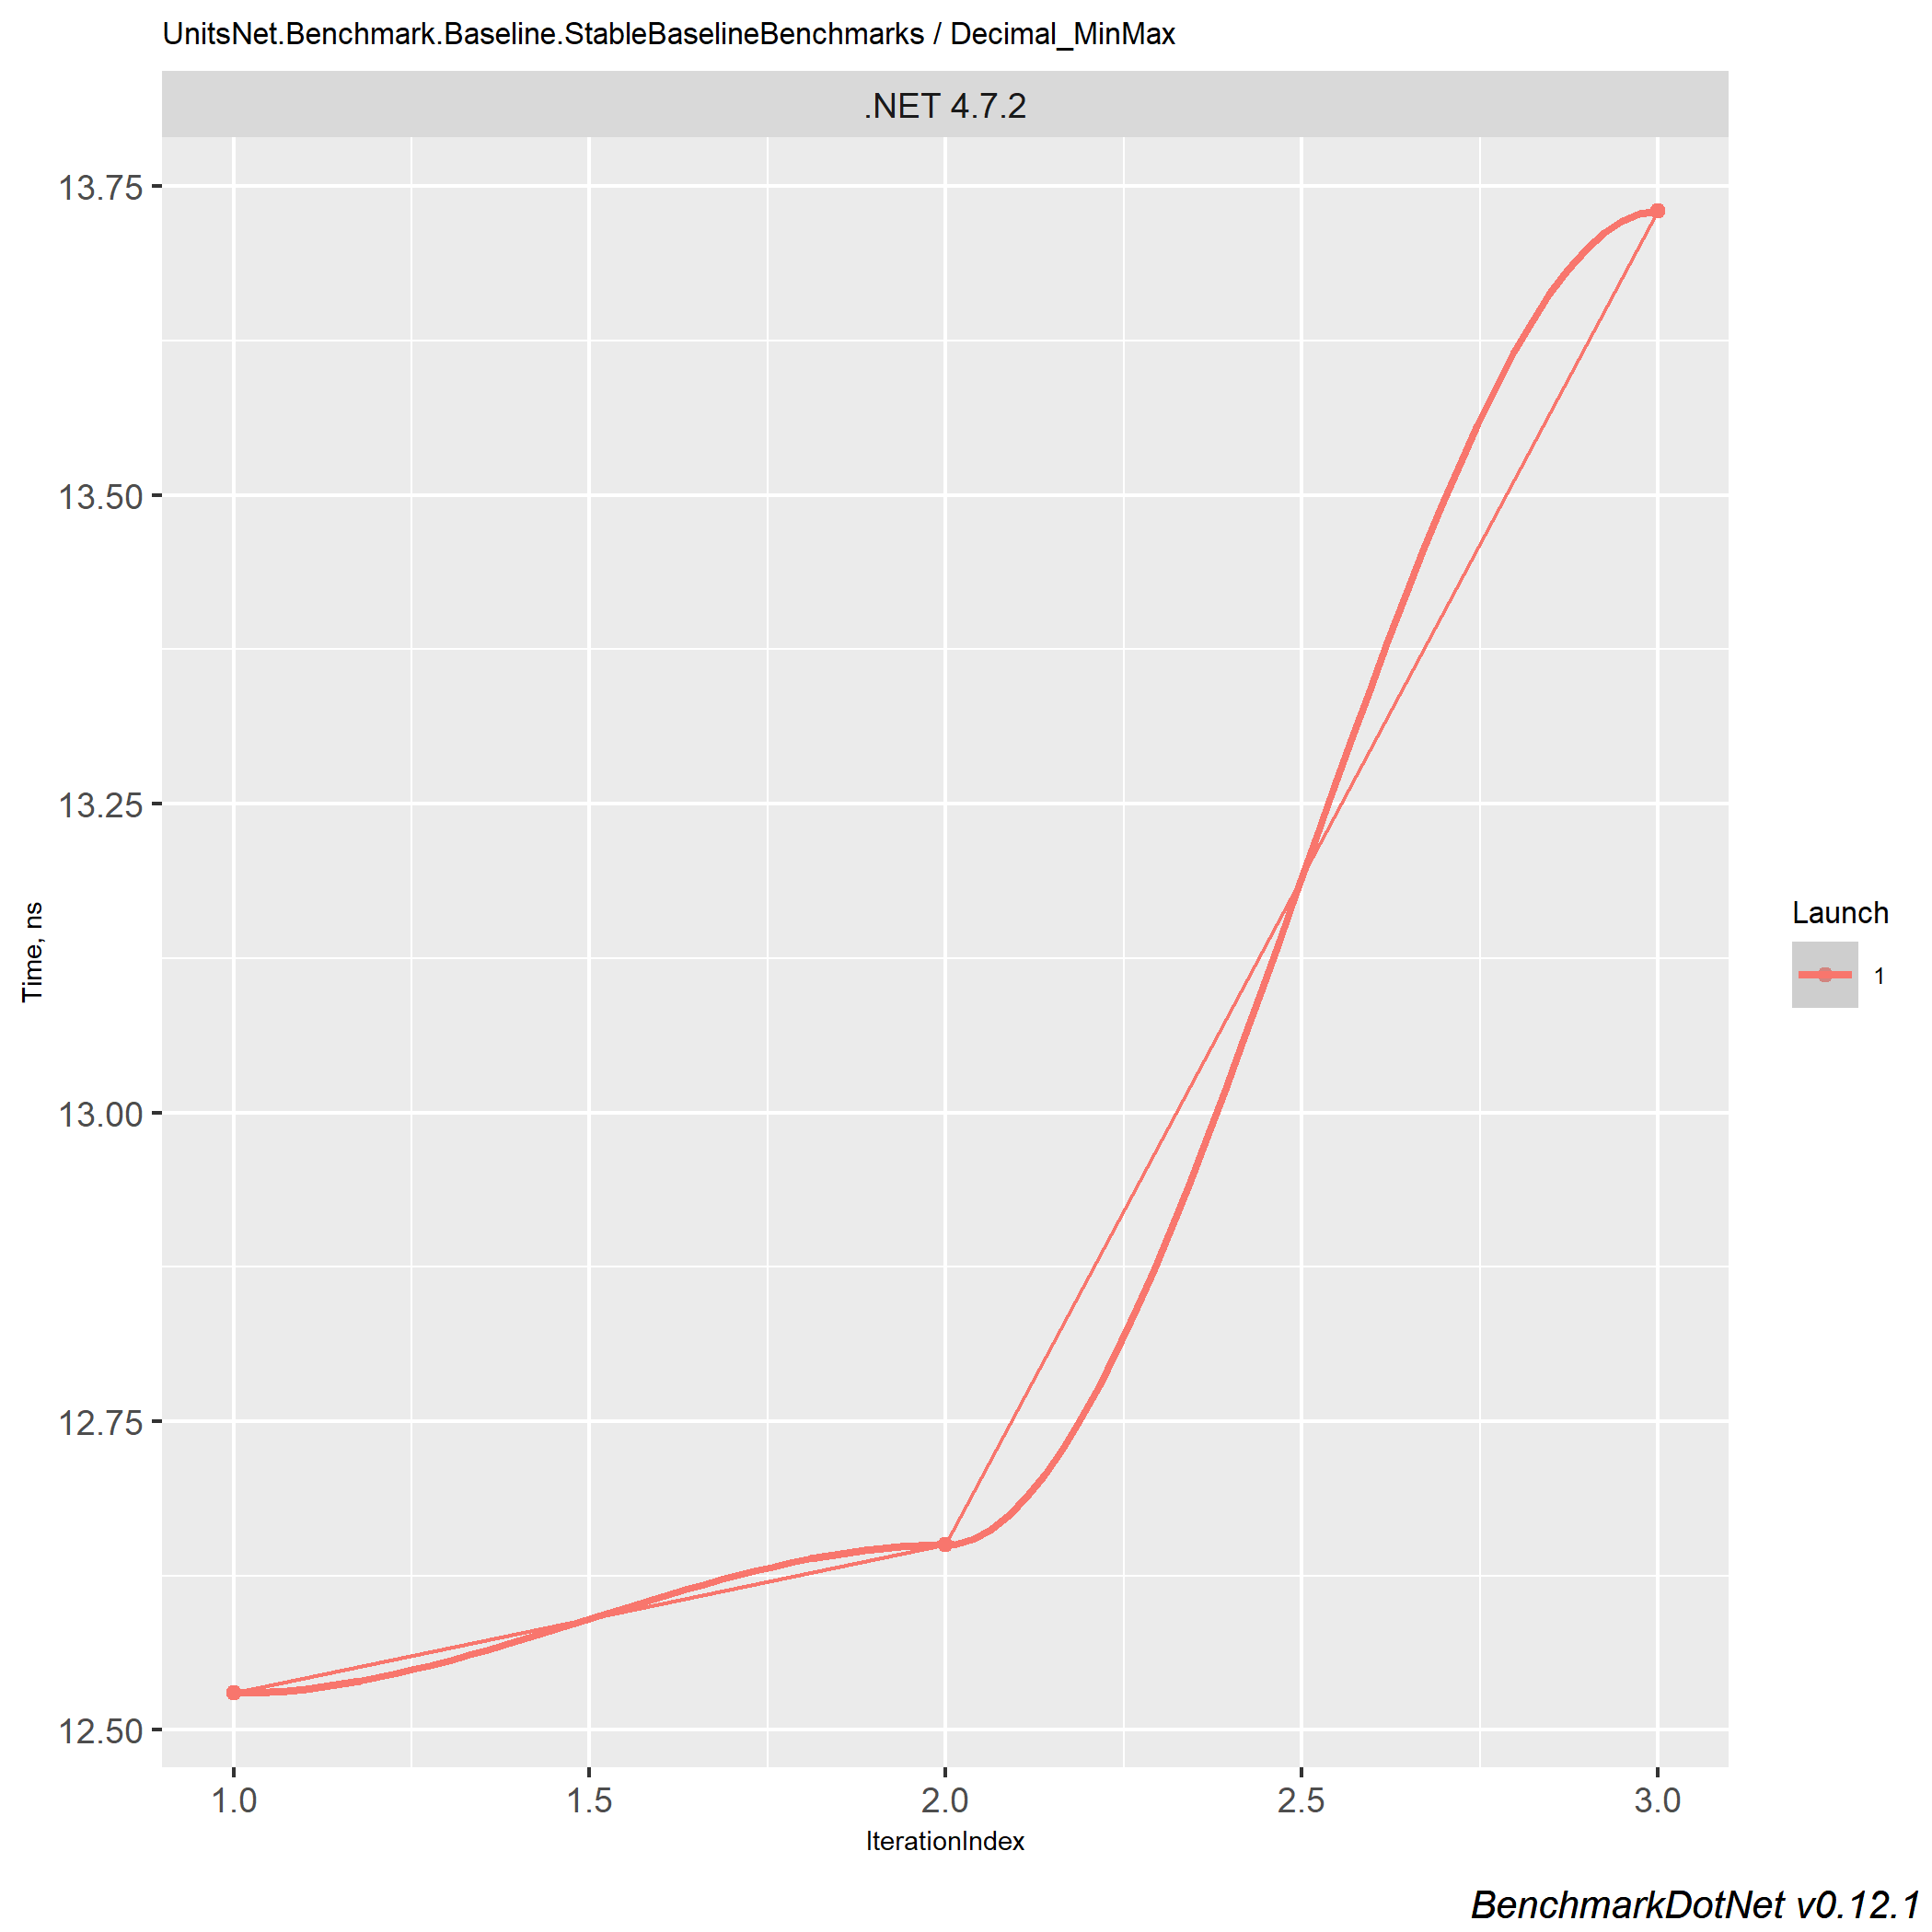 UnitsNet.Benchmark.Baseline.StableBaselineBenchmarks / Decimal_MinMax
.NET 4.7.2
13.75
13.50
13.25
13.00
12.75
12.50
Time, ns
1.0 1.5 2.0 2.5 3.0
IterationIndex
Launch
1
BenchmarkDotNet v0.12.1